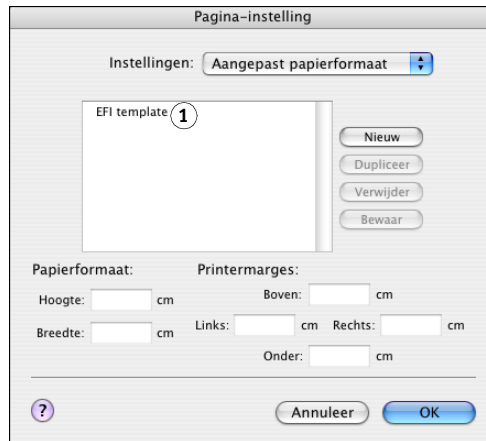 Pagina-instelling
Instellingen: Aangepast papierformaat
EFI template 1
Nieuw
Dupliceer
Verwijder
Bewaar
Papierformaat: Printermarges:
Hoogte: cm Boven: cm
Breedte: cm Links: cm Rechts: cm
Onder: cm
? Annuleer OK